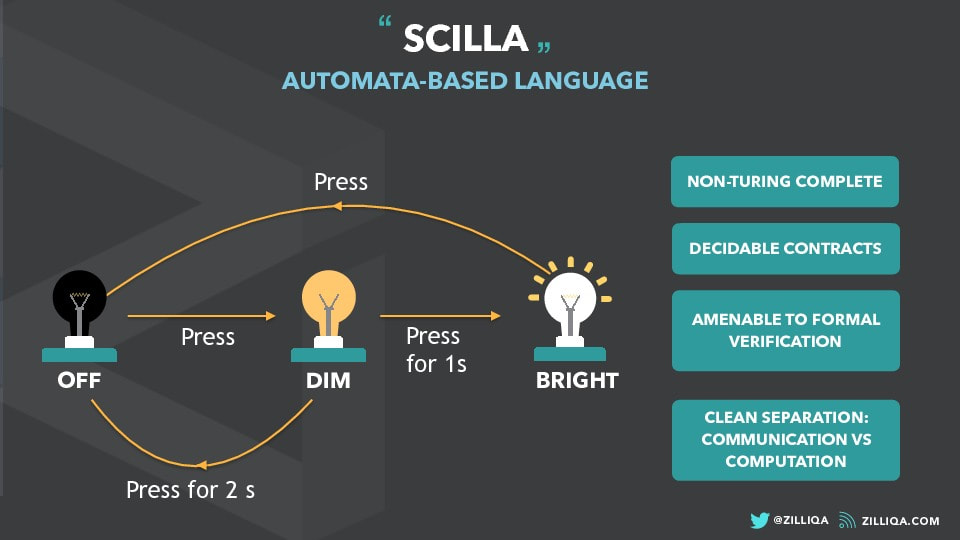 “ SCILLA ”
AUTOMATA-BASED LANGUAGE
Press
Press
Press
for 1s
OFF
DIM
BRIGHT
Press for 2 s
NON-TURING COMPLETE
DECIDABLE CONTRACTS
AMENABLE TO FORMAL
VERIFICATION
CLEAN SEPARATION:
COMMUNICATION VS
COMPUTATION
@ZILLIQA
ZILLIQA.COM